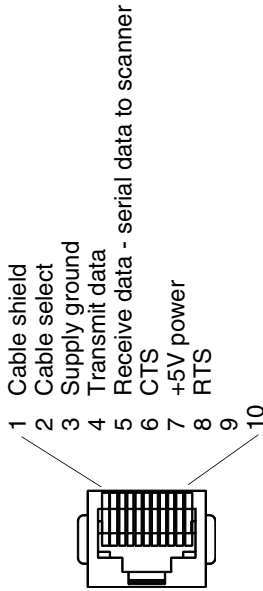 1 Cable shield
2 Cable select
3 Supply ground
4 Transmit data
5 Receive data - serial data to scanner
6 CTS
7 +5V power
8 RTS
9
10